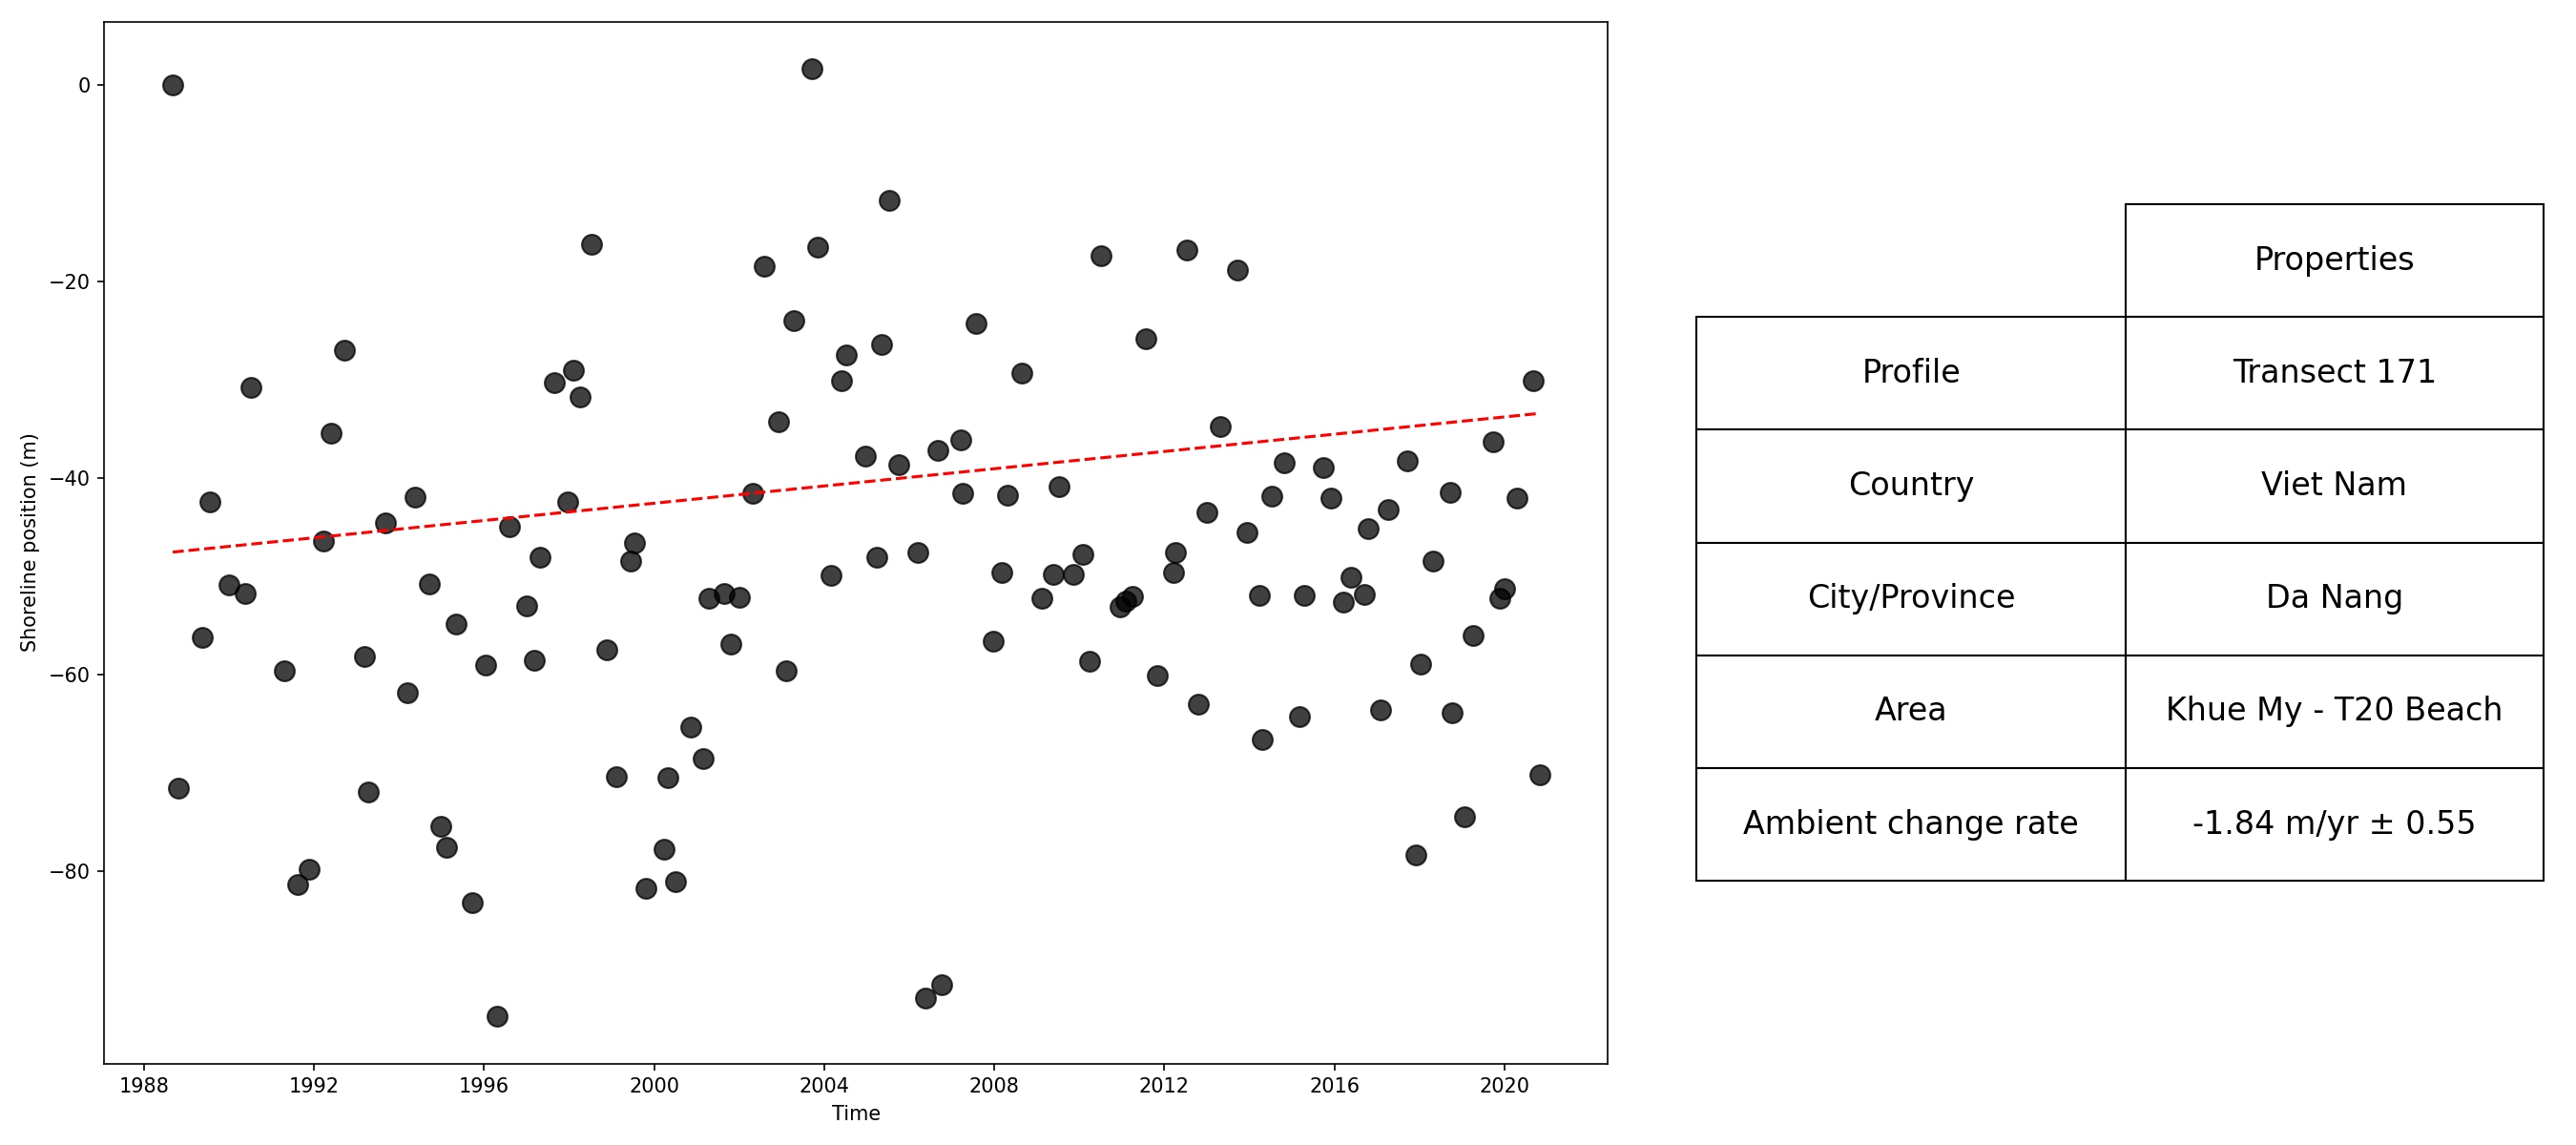 0
−20
−40
−60
−80
Shoreline position (m)
1988 1992 1996 2000 2004 2008 2012 2016 2020
Time
Properties
Profile Transect 171
Country Viet Nam
City/Province Da Nang
Area Khue My - T20 Beach
Ambient change rate -1.84 m/yr ± 0.55